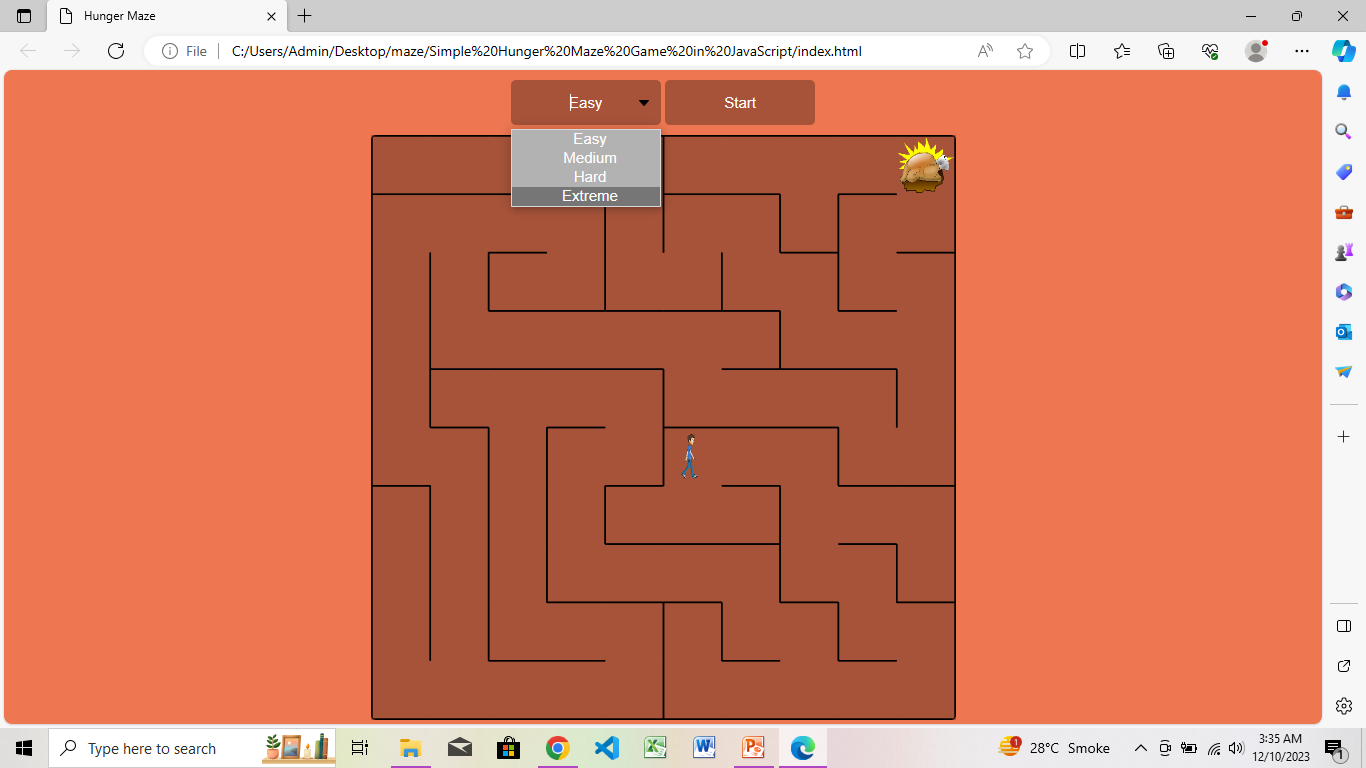 Hunger Maze
File
C:/Users/Admin/Desktop/maze/Simple%20Hunger%20Maze%20Game%20in%20JavaScript/index.html
Easy
Start
Easy
Medium
Hard
Extreme
Type here to search
1
28°C Smoke
3:35 AM
12/10/2023
1